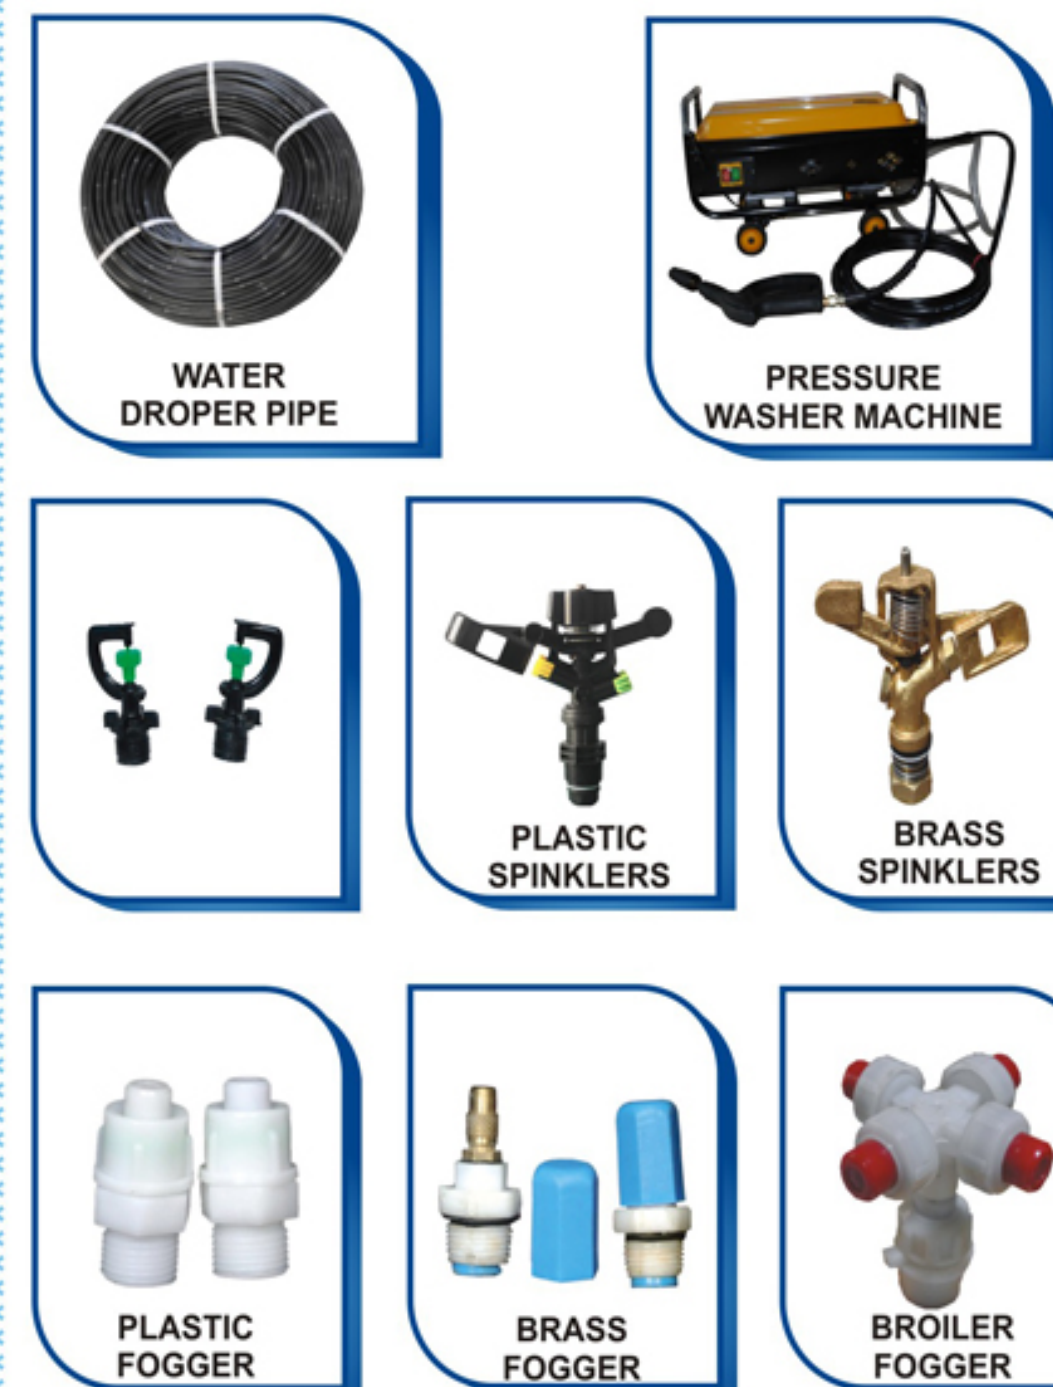 WATER
DROPER PIPE
PRESSURE
WASHER MACHINE
PLASTIC
SPINKLERS
BRASS
SPINKLERS
PLASTIC
FOGGER
BRASS
FOGGER
BROILER
FOGGER